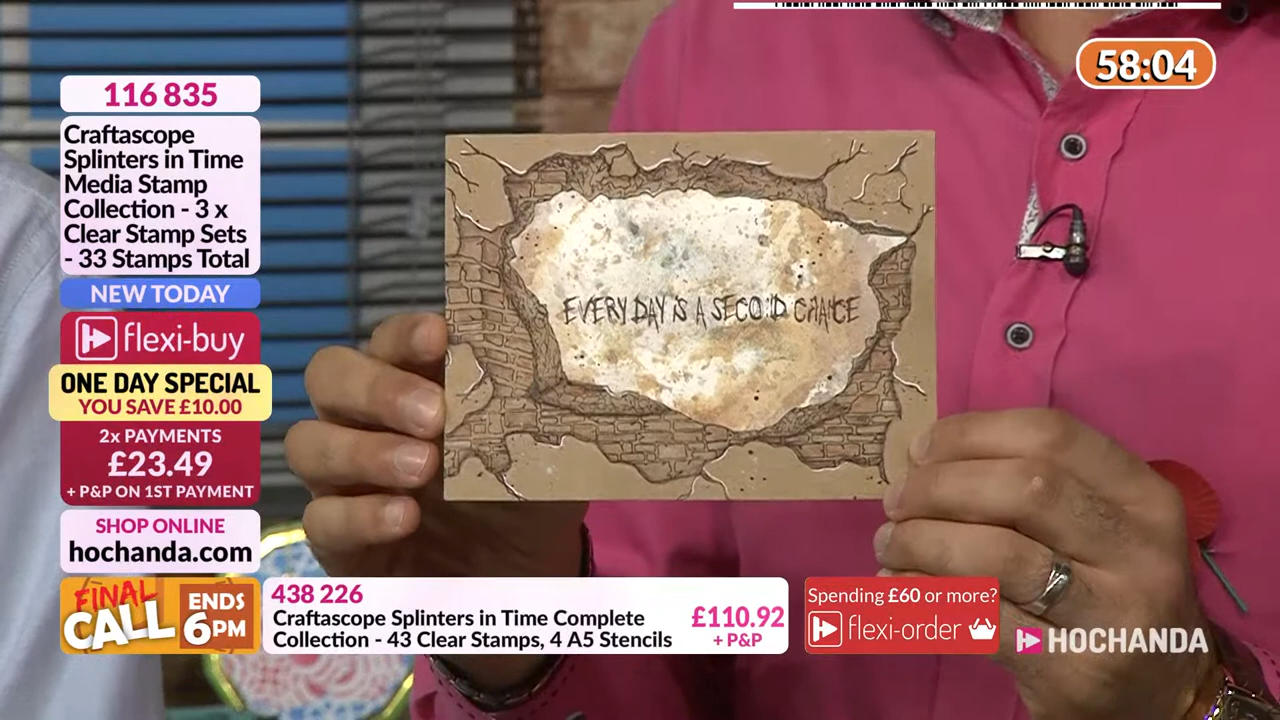 58:04
116 835
Craftascope
Splinters in Time
Media Stamp
Collection - 3 x
Clear Stamp Sets
- 33 Stamps Total
NEW TODAY
flexi-buy
ONE DAY SPECIAL
YOU SAVE £10.00
2x PAYMENTS
£23.49
+ P&P ON 1ST PAYMENT
SHOP ONLINE
hochanda.com
EVERY DAY IS A SECOND CHANCE
FINAL
CALL
ENDS
6PM
438 226
Craftascope Splinters in Time Complete
Collection - 43 Clear Stamps, 4 A5 Stencils
£110.92
+ P&P
Spending £60 or more?
flexi-order
HOCHANDA